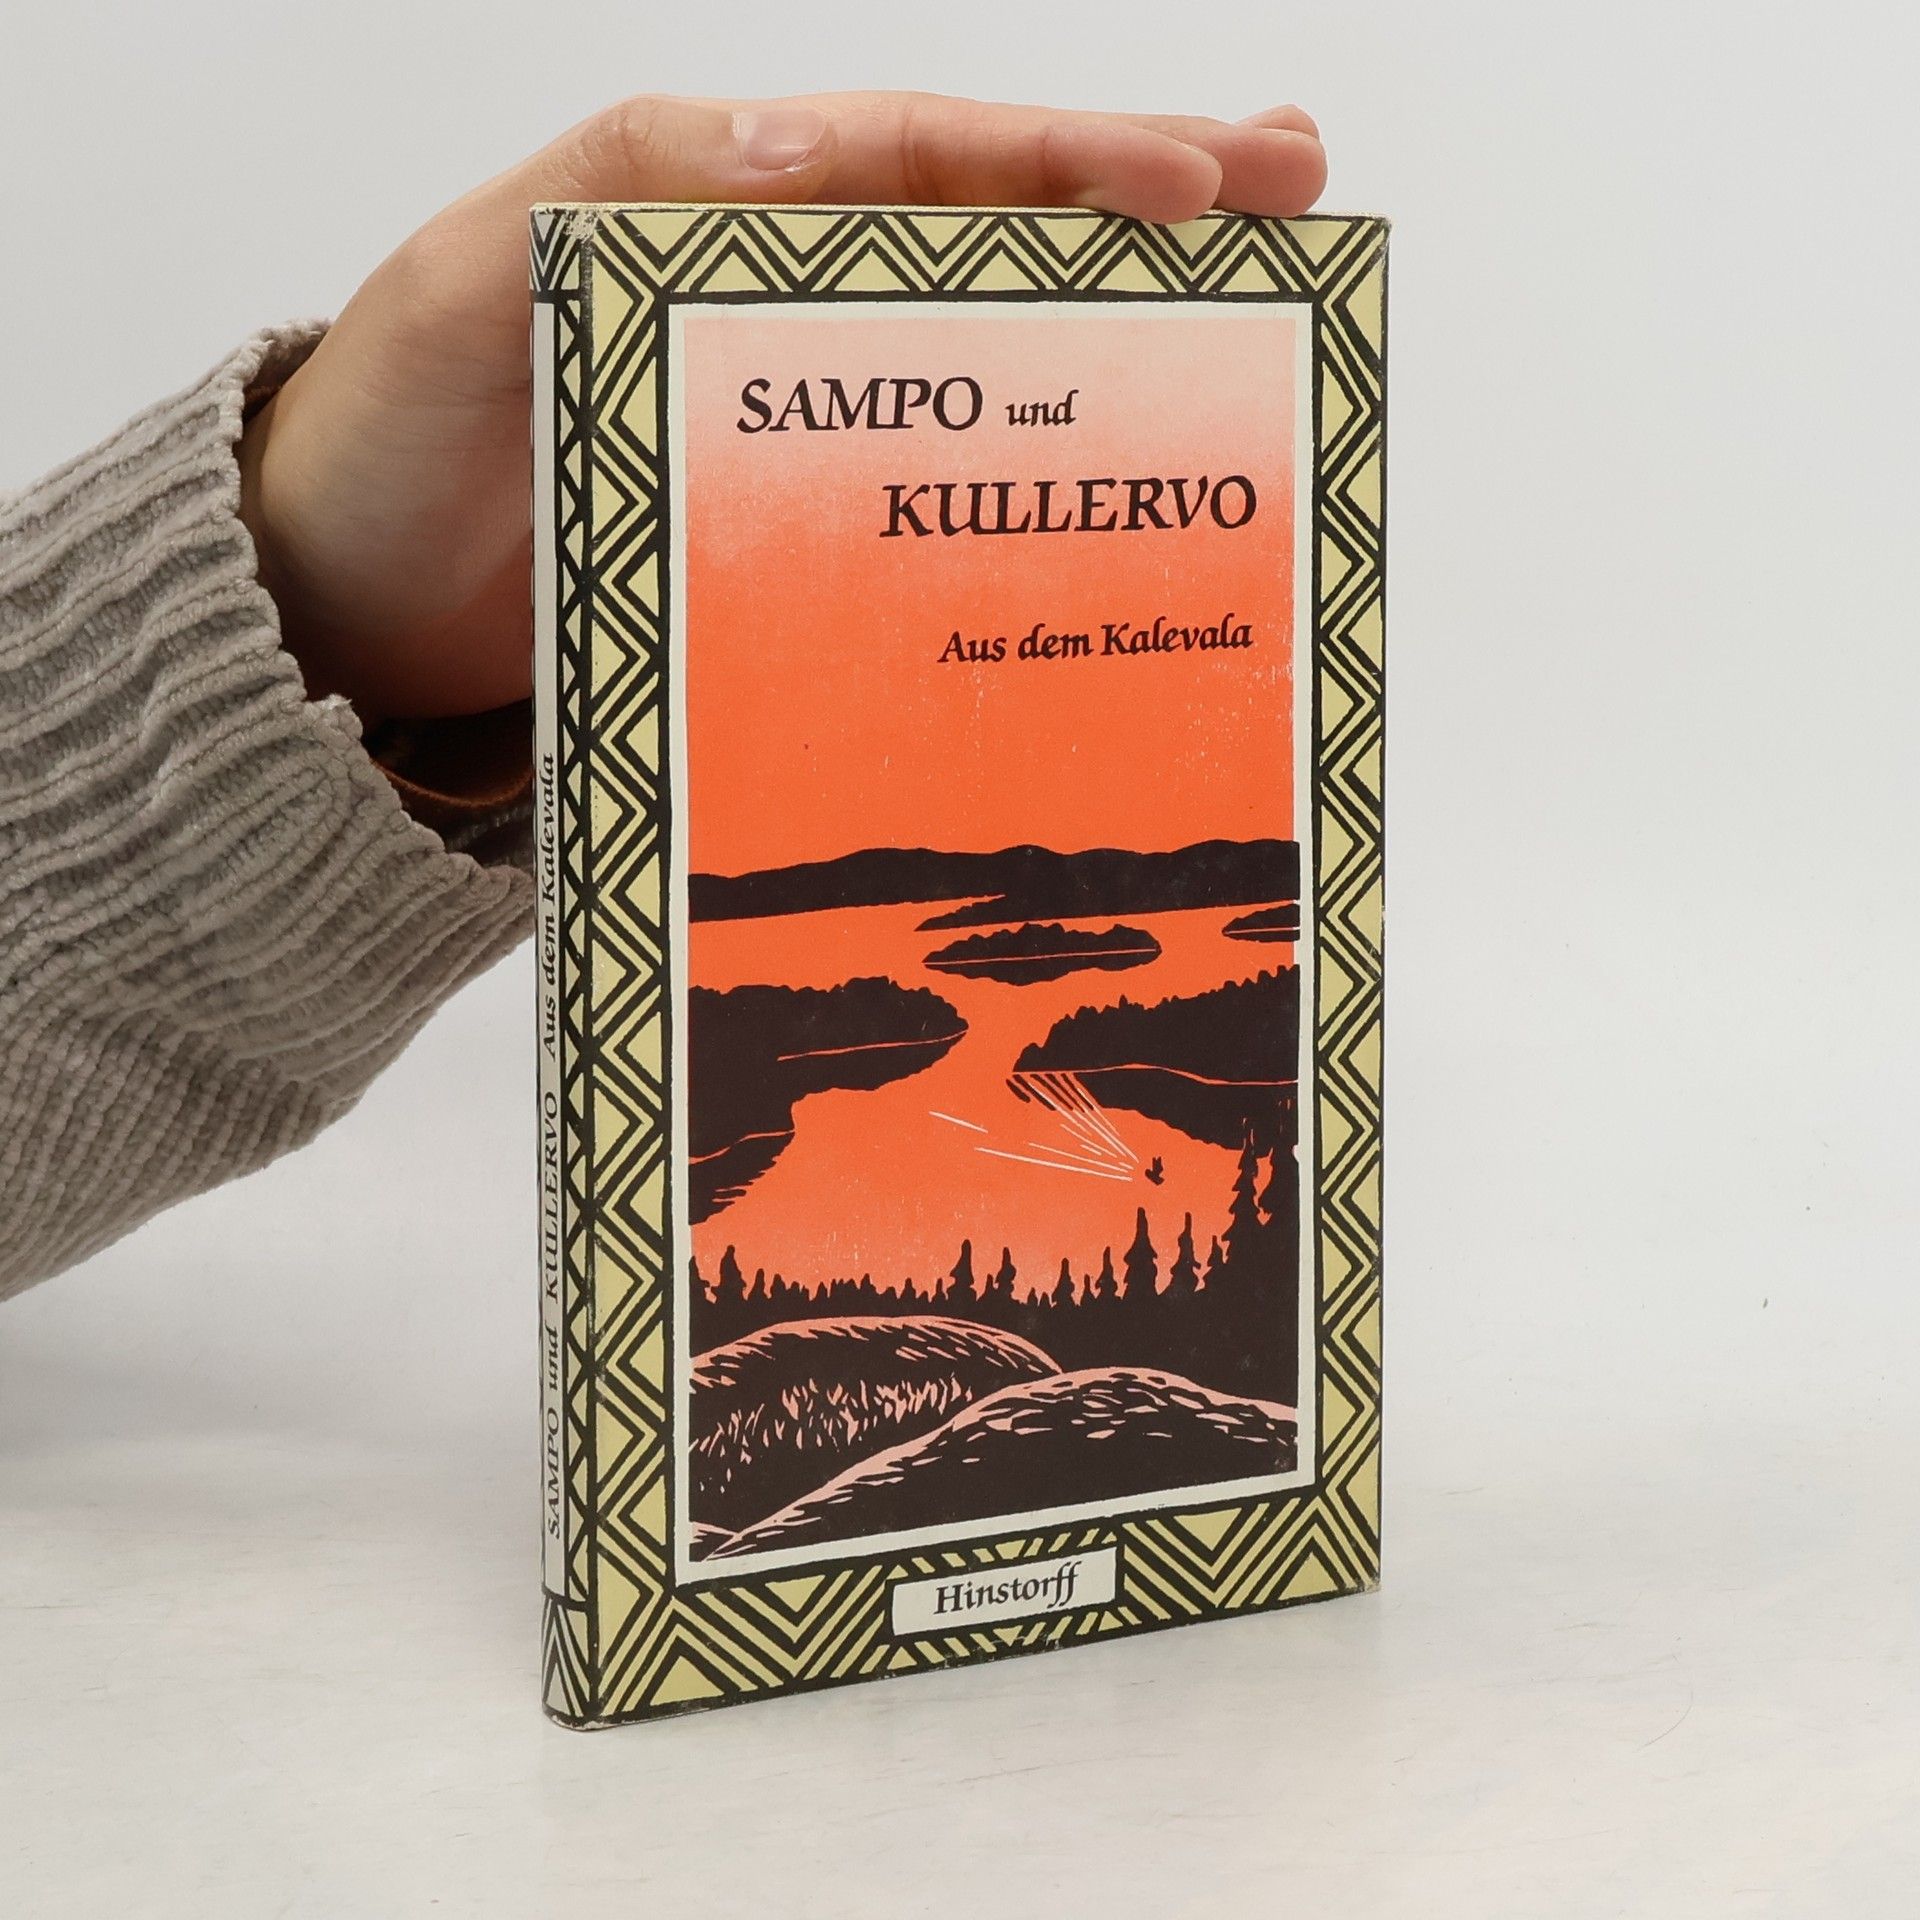 SAMPO und
KULLERVO
Aus dem Kalevala
Hinstorff
SAMPO und KULLERVO Aus dem Kalevala